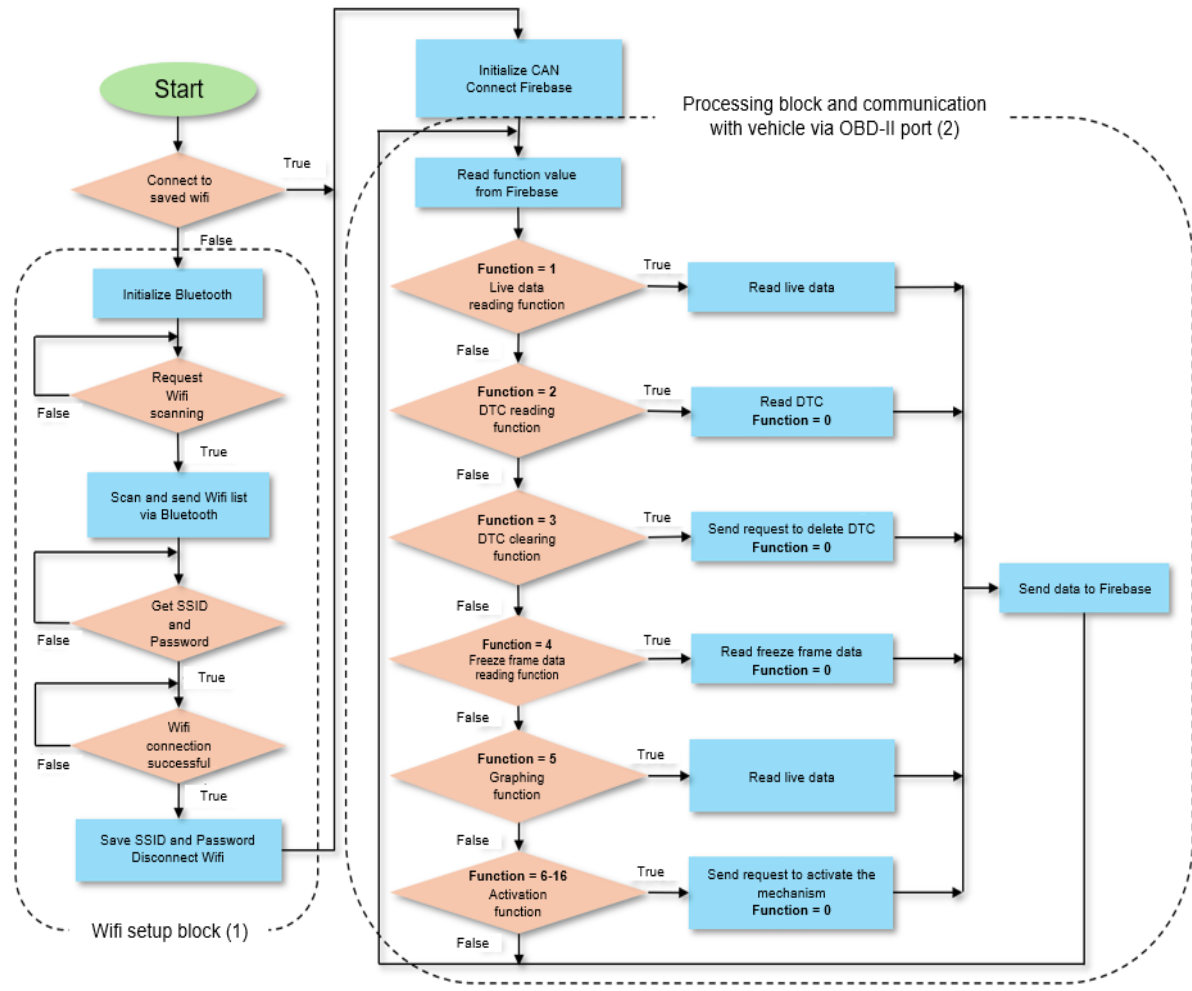 Start
Connect to
saved wifi
True
False
Initialize Bluetooth
Request
Wifi
scanning
False
True
Scan and send Wifi list
via Bluetooth
Get SSID
and
Password
False
True
Wifi
connection
successful
False
True
Save SSID and Password
Disconnect Wifi
Wifi setup block (1)
Initialize CAN
Connect Firebase
Processing block and communication
with vehicle via OBD-II port (2)
Read function value
from Firebase
Function = 1
Live data
reading function
True
Read live data
False
Function = 2
DTC reading
function
True
Read DTC
Function = 0
False
Function = 3
DTC clearing
function
True
Send request to delete DTC
Function = 0
False
Function = 4
Freeze frame data
reading function
True
Read freeze frame data
Function = 0
False
Function = 5
Graphing
function
True
Read live data
False
Function = 6-16
Activation
function
True
Send request to activate the
mechanism
Function = 0
False
Send data to Firebase